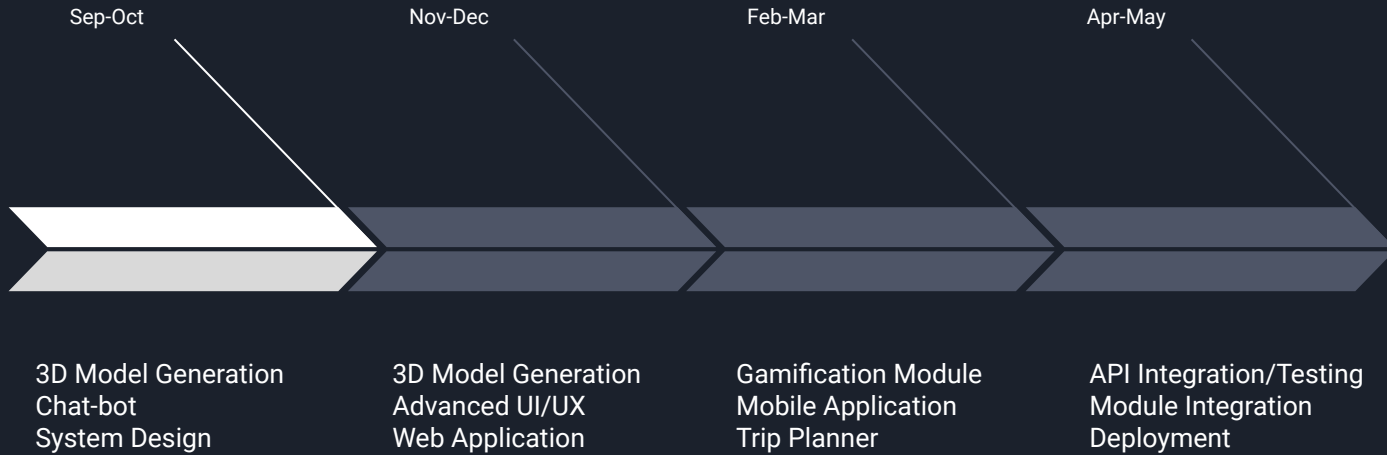 Sep-Oct
Nov-Dec
Feb-Mar
Apr-May
3D Model Generation
Chat-bot
System Design
3D Model Generation
Advanced UI/UX
Web Application
Gamification Module
Mobile Application
Trip Planner
API Integration/Testing
Module Integration
Deployment